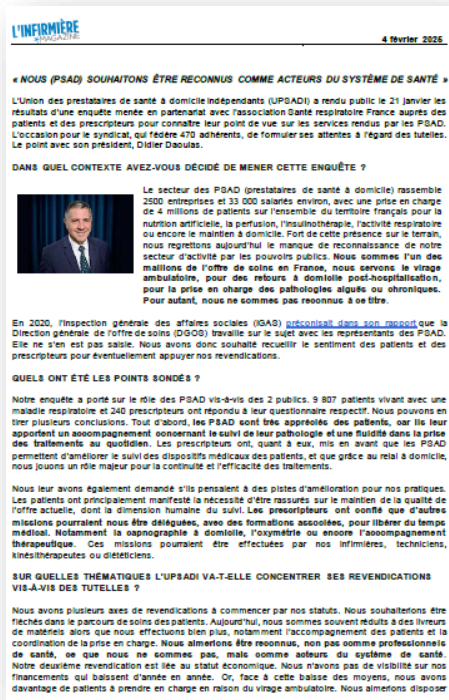 L'INFIRMIÈRE
MAGAZINE
4 février 2025
« NOUS (PSAD) SOUHAITONS ÊTRE RECONNUS COMME ACTEURS DU SYSTÈME DE SANTÉ »
L'Union des prestataires de santé à domicile indépendants (UPSADI) a rendu public le 21 janvier les
résultats d'une enquête menée en partenariat avec l'association Santé respiratoire France auprès des
patients et des prescripteurs pour connaître leur point de vue sur les services rendus par les PSAD.
L'occasion pour le syndicat, qui fédère 470 adhérents, de formuler ses attentes à l'égard des tutelles.
Le point avec son président, Didier Daoulas.
DANS QUEL CONTEXTE AVEZ-VOUS DÉCIDÉ DE MENER CETTE ENQUÊTE ?
Le secteur des PSAD (prestataires de santé à domicile) rassemble
2500 entreprises et 33 000 salariés environ, avec une prise en charge
de 4 millions de patients sur l'ensemble du territoire français pour la
nutrition artificielle, la perfusion, l'insulinothérapie, l'activité respiratoire
ou encore le maintien à domicile. Fort de cette présence sur le terrain,
nous regrettons aujourd'hui le manque de reconnaissance de notre
secteur d'activité par les pouvoirs publics. Nous sommes l'un des
maillons de l'offre de soins en France, nous servons le virage
ambulatoire, pour des retours à domicile post-hospitalisation,
pour la prise en charge des pathologies aiguës ou chroniques.
Pour autant, nous ne sommes pas reconnus à ce titre.
En 2020, l'Inspection générale des affaires sociales (IGAS) préconisait dans son rapport que la
Direction générale de l'offre de soins (DGOS) travaille sur le sujet avec les représentants des PSAD.
Elle ne s'en est pas saisie. Nous avons donc souhaité recueillir le sentiment des patients et des
prescripteurs pour éventuellement appuyer nos revendications.
QUELS ONT ÉTÉ LES POINTS SONDÉS ?
Notre enquête a porté sur le rôle des PSAD vis-à-vis des 2 publics. 9 807 patients vivant avec une
maladie respiratoire et 240 prescripteurs ont répondu à leur questionnaire respectif. Nous pouvons en
tirer plusieurs conclusions. Tout d'abord, les PSAD sont très appréciés des patients, car ils leur
apportent un accompagnement concernant le suivi de leur pathologie et une fluidité dans la prise
des traitements au quotidien. Les prescripteurs ont, quant à eux, mis en avant que les PSAD
permettent d'améliorer le suivi des dispositifs médicaux des patients, et que grâce au relai à domicile,
nous jouons un rôle majeur pour la continuité et l'efficacité des traitements.
Nous leur avons également demandé s'ils pensaient à des pistes d'amélioration pour nos pratiques.
Les patients ont principalement manifesté la nécessité d'être rassurés sur le maintien de la qualité de
l'offre actuelle, dont la dimension humaine du suivi. Les prescripteurs ont confié que d'autres
missions pourraient nous être déléguées, avec des formations associées, pour libérer du temps
médical. Notamment la capnographie à domicile, l'oxymétrie ou encore l'accompagnement
thérapeutique. Ces missions pourraient être effectuées par nos infirmières, techniciens,
kinésithérapeutes ou diététiciens.
SUR QUELLES THÉMATIQUES L'UPSADI VA-T-ELLE CONCENTRER SES REVENDICATIONS
VIS-À-VIS DES TUTELLES ?
Nous avons plusieurs axes de revendications à commencer par nos statuts. Nous souhaiterions être
fléchés dans le parcours de soins des patients. Aujourd'hui, nous sommes souvent réduits à des livreurs
de matériels alors que nous effectuons bien plus, notamment l'accompagnement des patients et la
coordination de la prise en charge. Nous aimerions être reconnus, non pas comme professionnels
de santé, ce que nous ne sommes pas, mais comme acteurs du système de santé.
Notre deuxième revendication est liée au statut économique. Nous n'avons pas de visibilité sur nos
financements qui baissent d'année en année. Or, face à cette baisse des moyens, nous avons
davantage de patients à prendre en charge en raison du virage ambulatoire. Nous aimerions disposer